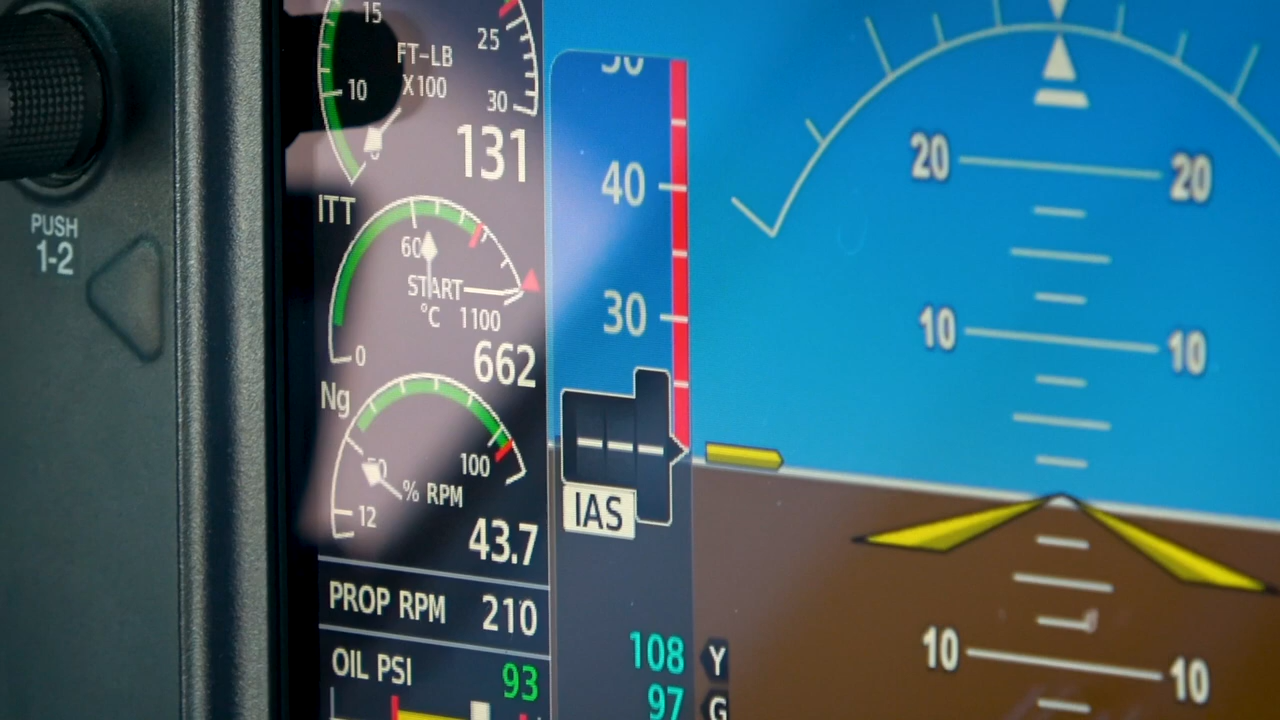 15
FT-LB
X100
25
10
30
131
ITT
60
START
°C 1100
0
662
Ng
50
100
% RPM
12
43.7
PROP RPM 210
OIL PSI
93
PUSH
1-2
50
40
30
IAS
108 Y
97 G
20 20
10 10
10 10